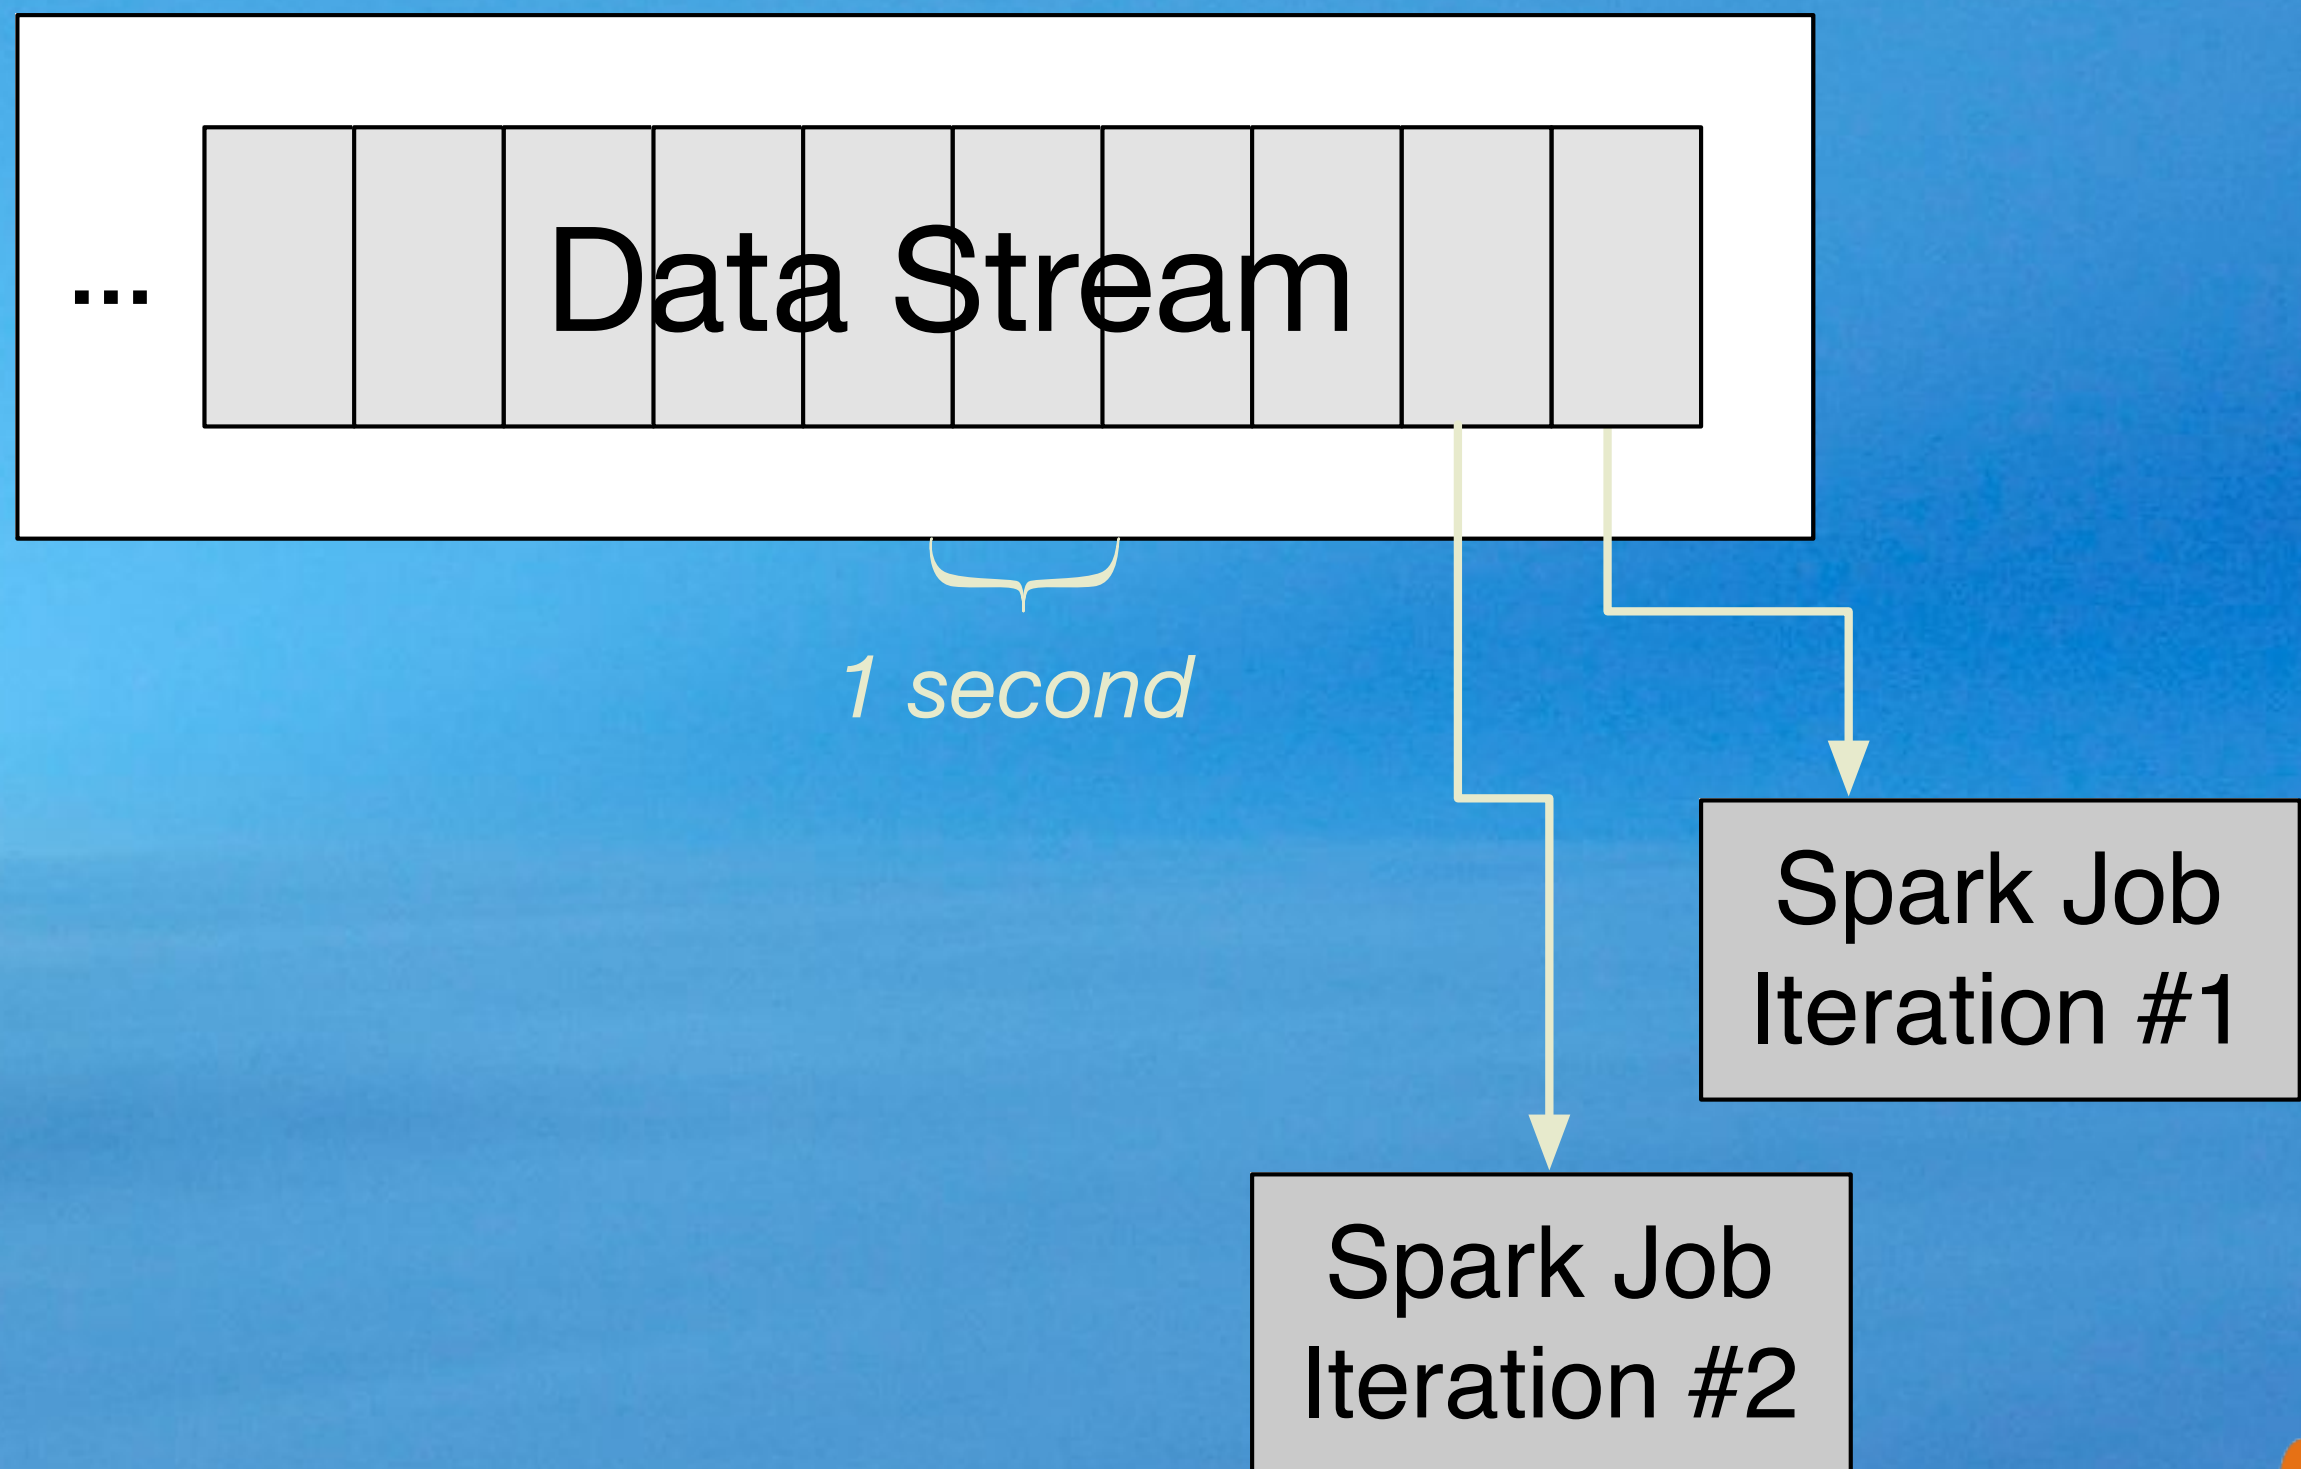 ...
Data Stream
1 second
Spark Job
Iteration #1
Spark Job
Iteration #2